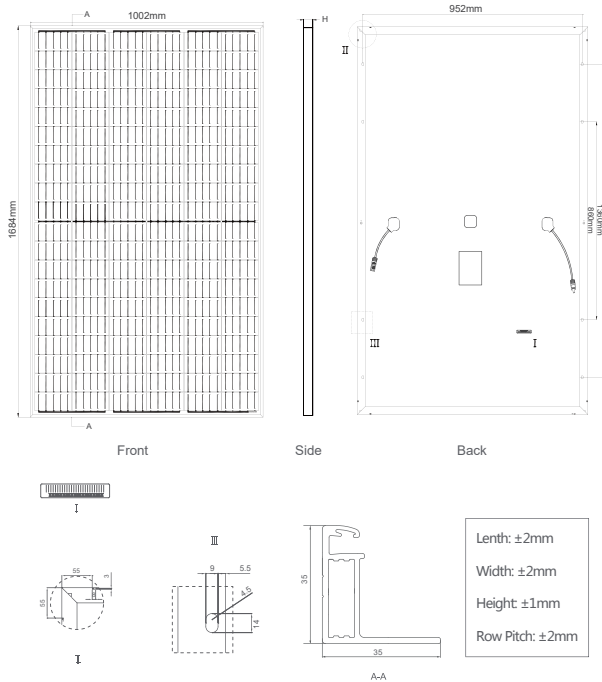 1002mm
A
H
952mm
II
1684mm
1360mm
860mm
III
I
A
Front
Side
Back
I
III
55
3
9
5.5
55
4.5
14
35
35
A-A
Lenth: ±2mm
Width: ±2mm
Height: ±1mm
Row Pitch: ±2mm